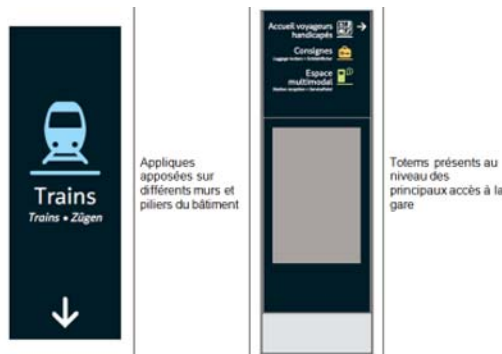 Trains
Trains • Zügen
Appliques
apposées sur
différents murs et
piliers du bâtiment
Accueil voyageurs
handicapés
Consignes
Espace
multimodal
Totems présents au
niveau des
principaux accès à la
gare